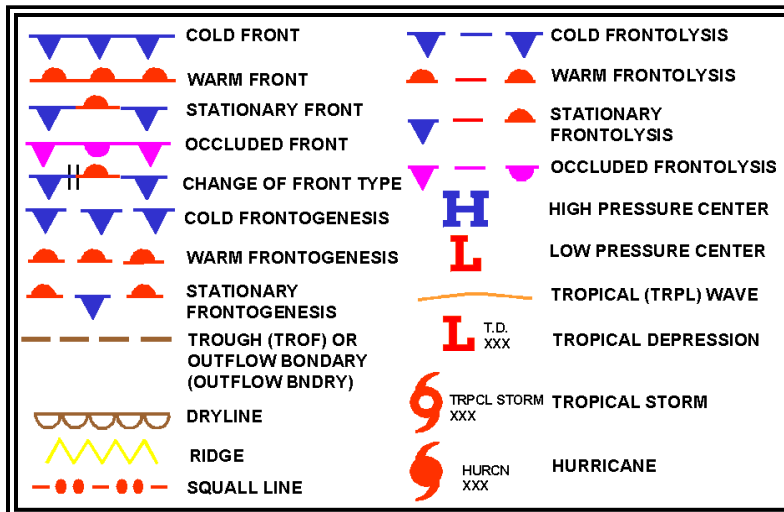 COLD FRONT
WARM FRONT
STATIONARY FRONT
OCCLUDED FRONT
CHANGE OF FRONT TYPE
COLD FRONTOGENESIS
WARM FRONTOGENESIS
STATIONARY
FRONTOGENESIS
TROUGH (TROF) OR
OUTFLOW BONDARY
(OUTFLOW BNDRY)
DRYLINE
RIDGE
SQUALL LINE
COLD FRONTOLYSIS
WARM FRONTOLYSIS
STATIONARY
FRONTOLYSIS
OCCLUDED FRONTOLYSIS
H HIGH PRESSURE CENTER
L LOW PRESSURE CENTER
TROPICAL (TRPL) WAVE
L T.D.
XXX
TROPICAL DEPRESSION
TRPCL STORM
XXX
TROPICAL STORM
HURCN
XXX
HURRICANE